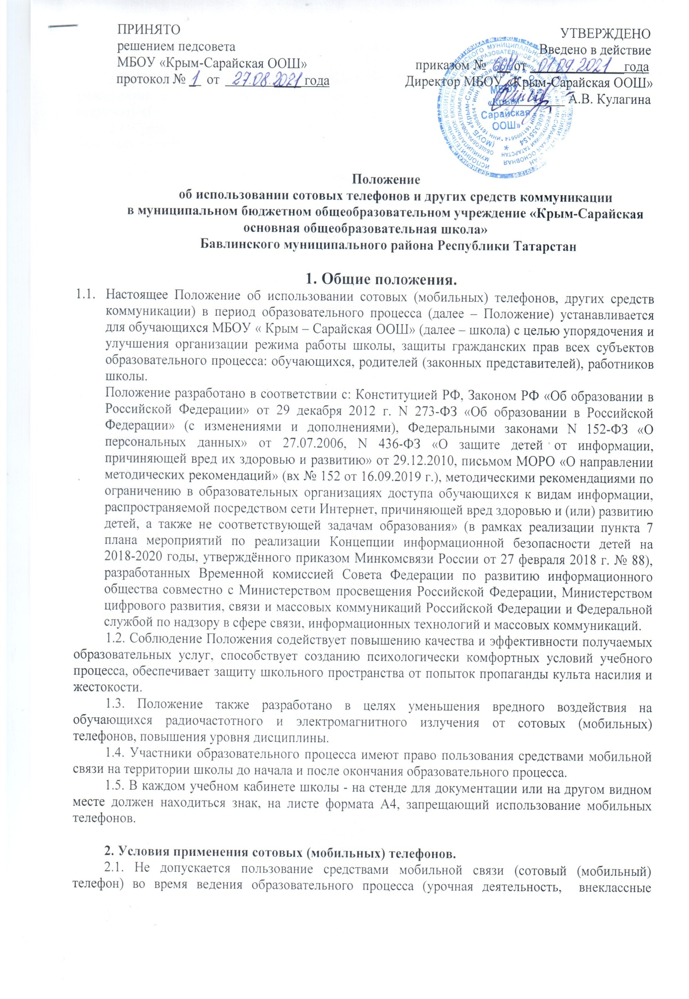 ПРИНЯТО
решением педсовета
МБОУ «Крым-Сарайская ООШ»
протокол № 1 от 27.08.2021 года
УТВЕРЖДЕНО
Введено в действие
приказом № от 01.09.2021 года
Директор МБОУ «Крым-Сарайская ООШ»
А.В. Кулагина
МБОУ
«Крым-
Сарайская
ООШ»
Положение
об использовании сотовых телефонов и других средств коммуникации
в муниципальном бюджетном общеобразовательном учреждение «Крым-Сарайская
основная общеобразовательная школа»
Бавлинского муниципального района Республики Татарстан
1. Общие положения.
1.1. Настоящее Положение об использовании сотовых (мобильных) телефонов, других средств
коммуникации) в период образовательного процесса (далее – Положение) устанавливается
для обучающихся МБОУ « Крым – Сарайская ООШ» (далее – школа) с целью упорядочения и
улучшения организации режима работы школы, защиты гражданских прав всех субъектов
образовательного процесса: обучающихся, родителей (законных представителей), работников
школы.
Положение разработано в соответствии с: Конституцией РФ, Законом РФ «Об образовании в
Российской Федерации» от 29 декабря 2012 г. N 273-ФЗ «Об образовании в Российской
Федерации» (с изменениями и дополнениями), Федеральными законами N 152-ФЗ «О
персональных данных» от 27.07.2006, N 436-ФЗ «О защите детей от информации,
причиняющей вред их здоровью и развитию» от 29.12.2010, письмом МОРО «О направлении
методических рекомендаций» (вх № 152 от 16.09.2019 г.), методическими рекомендациями по
ограничению в образовательных организациях доступа обучающихся к видам информации,
распространяемой посредством сети Интернет, причиняющей вред здоровью и (или) развитию
детей, а также не соответствующей задачам образования» (в рамках реализации пункта 7
плана мероприятий по реализации Концепции информационной безопасности детей на
2018-2020 годы, утверждённого приказом Минкомсвязи России от 27 февраля 2018 г. № 88),
разработанных Временной комиссией Совета Федерации по развитию информационного
общества совместно с Министерством просвещения Российской Федерации, Министерством
цифрового развития, связи и массовых коммуникаций Российской Федерации и Федеральной
службой по надзору в сфере связи, информационных технологий и массовых коммуникаций.
1.2. Соблюдение Положения содействует повышению качества и эффективности получаемых
образовательных услуг, способствует созданию психологически комфортных условий учебного
процесса, обеспечивает защиту школьного пространства от попыток пропаганды культа насилия и
жестокости.
1.3. Положение также разработано в целях уменьшения вредного воздействия на
обучающихся радиочастотного и электромагнитного излучения от сотовых (мобильных)
телефонов, повышения уровня дисциплины.
1.4. Участники образовательного процесса имеют право пользования средствами мобильной
связи на территории школы до начала и после окончания образовательного процесса.
1.5. В каждом учебном кабинете школы - на стенде для документации или на другом видном
месте должен находиться знак, на листе формата А4, запрещающий использование мобильных
телефонов.
2. Условия применения сотовых (мобильных) телефонов.
2.1. Не допускается пользование средствами мобильной связи (сотовый (мобильный)
телефон) во время ведения образовательного процесса (урочная деятельность, внеклассные